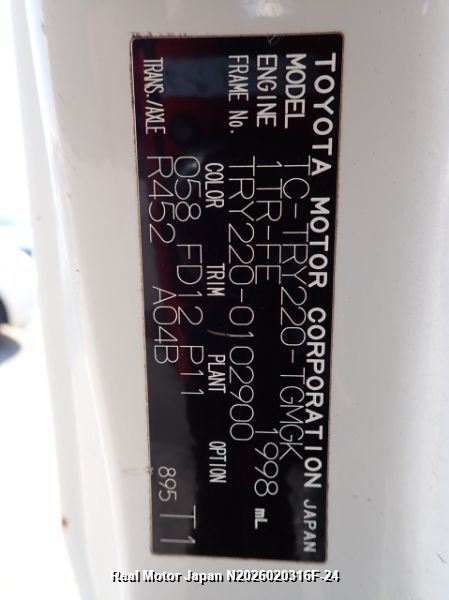 TOYOTA MOTOR CORPORATION JAPAN
MODEL TC-TRY220-TGMGK
ENGINE 1TR-FE 1998 mL
FRAME No. TRY220-0102900
COLOR TRIM PLANT OPTION
058 FD12 P11
TRANS./AXLE R452 A04B
895 T1
Real Motor Japan N2026020316F-24